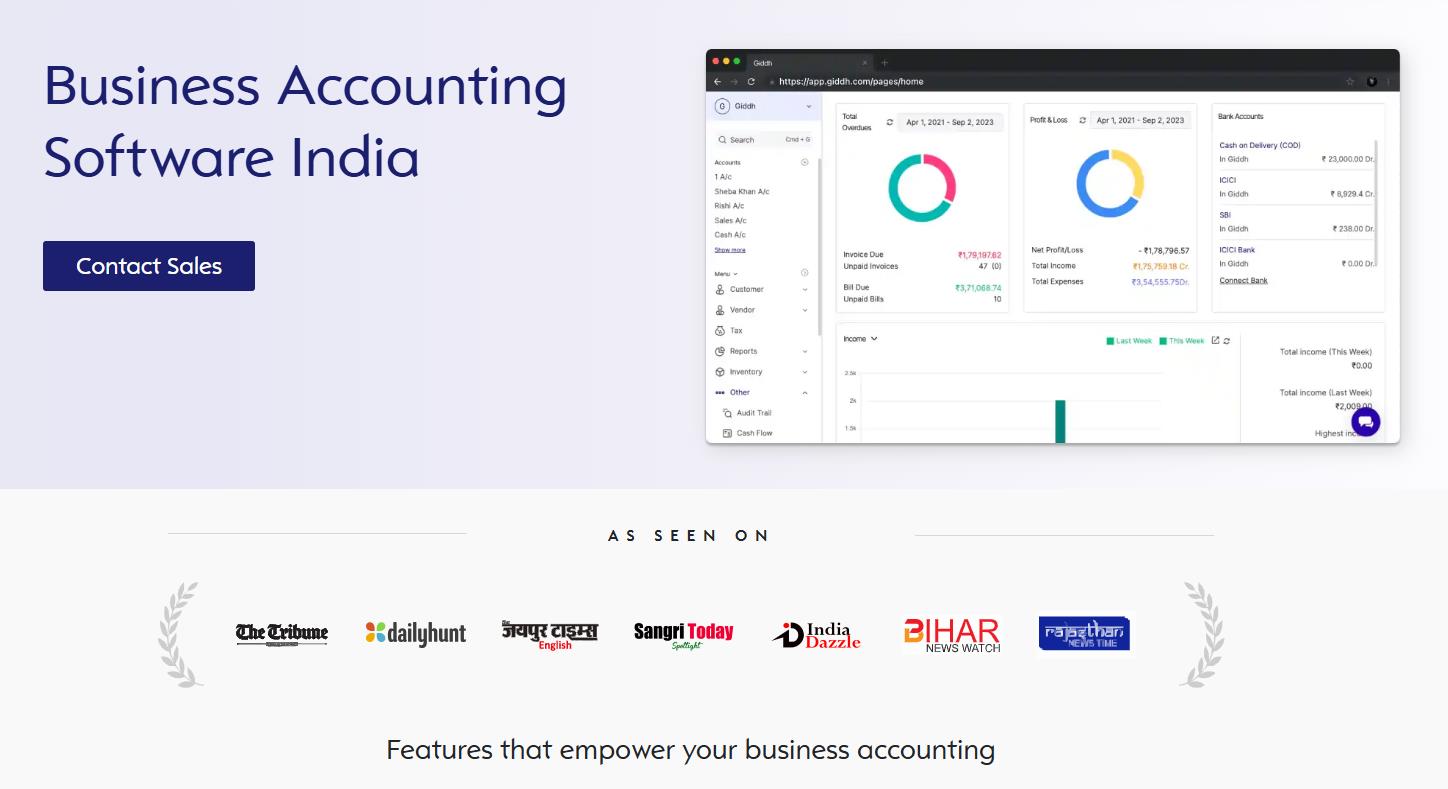 Business Accounting
Software India
Contact Sales
Giddh
https://app.giddh.com/pages/home
G Giddh
Search Cmd + G
Accounts
1 A/c
Sheba Khan A/c
Rishi A/c
Sales A/c
Cash A/c
Show more
Menu
Customer
Vendor
Tax
Reports
Inventory
Other
Audit Trail
Cash Flow
Total
Overdues
Apr 1, 2021 - Sep 2, 2023
Invoice Due ₹1,79,197.62
Unpaid Invoices 47 (0)
Bill Due ₹3,71,068.74
Unpaid Bills 10
Profit & Loss Apr 1, 2021 - Sep 2, 2023
Net Profit/Loss - ₹1,78,796.57
Total Income ₹1,75,759.18 Cr.
Total Expenses ₹3,54,555.75Dr.
Bank Accounts
Cash on Delivery (COD)
In Giddh ₹ 23,000.00 Dr.
ICICI
In Giddh ₹ 8,929.4 Cr.
SBI
In Giddh ₹ 238.00 Dr.
ICICI Bank
In Giddh ₹ 0.00 Dr.
Connect Bank
Income
Last Week This Week
2.5k
2k
1.5k
Total income (This Week)
₹0.00
Total income (Last Week)
₹2,009.00
Highest
AS SEEN ON
The Tribune
dailyhunt
जयपुर टाइम्स
English
Sangri Today
Spotlight
India
Dazzle
BIHAR
NEWS WATCH
rajasthan
NEWS TIME
Features that empower your business accounting